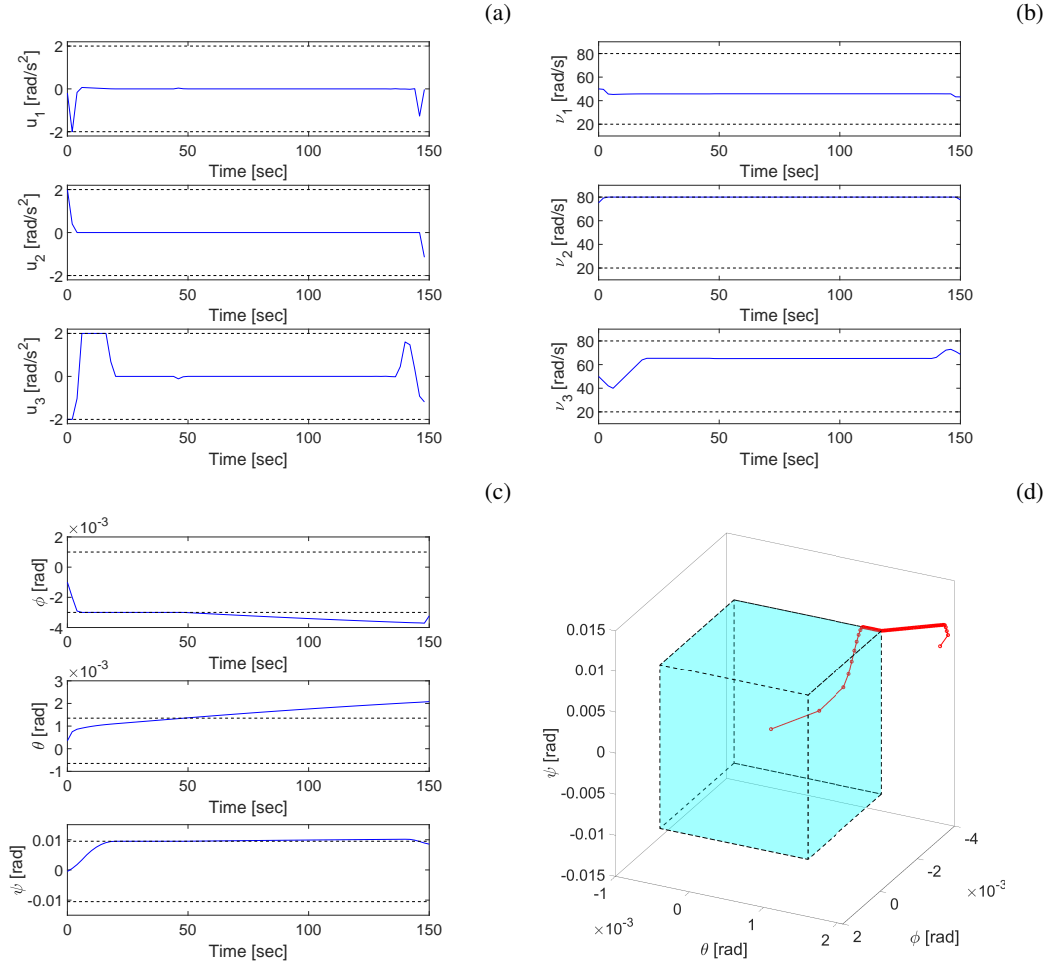 (a)
2
0
-2
u1 [rad/s2]
0 50 100 150
Time [sec]
2
0
-2
u2 [rad/s2]
0 50 100 150
Time [sec]
2
0
-2
u3 [rad/s2]
0 50 100 150
Time [sec]
(b)
80
60
40
20
ν1 [rad/s]
0 50 100 150
Time [sec]
80
60
40
20
ν2 [rad/s]
0 50 100 150
Time [sec]
80
60
40
20
ν3 [rad/s]
0 50 100 150
Time [sec]
(c)
×10-3
2
0
-2
-4
ϕ [rad]
0 50 100 150
Time [sec]
×10-3
3
2
1
0
-1
θ [rad]
0 50 100 150
Time [sec]
0.01
0
-0.01
ψ [rad]
0 50 100 150
Time [sec]
(d)
0.015
0.01
0.005
0
-0.005
-0.01
-0.015
ψ [rad]
-1 0 1 2
×10-3
θ [rad]
2 0 -2 -4
×10-3
ϕ [rad]